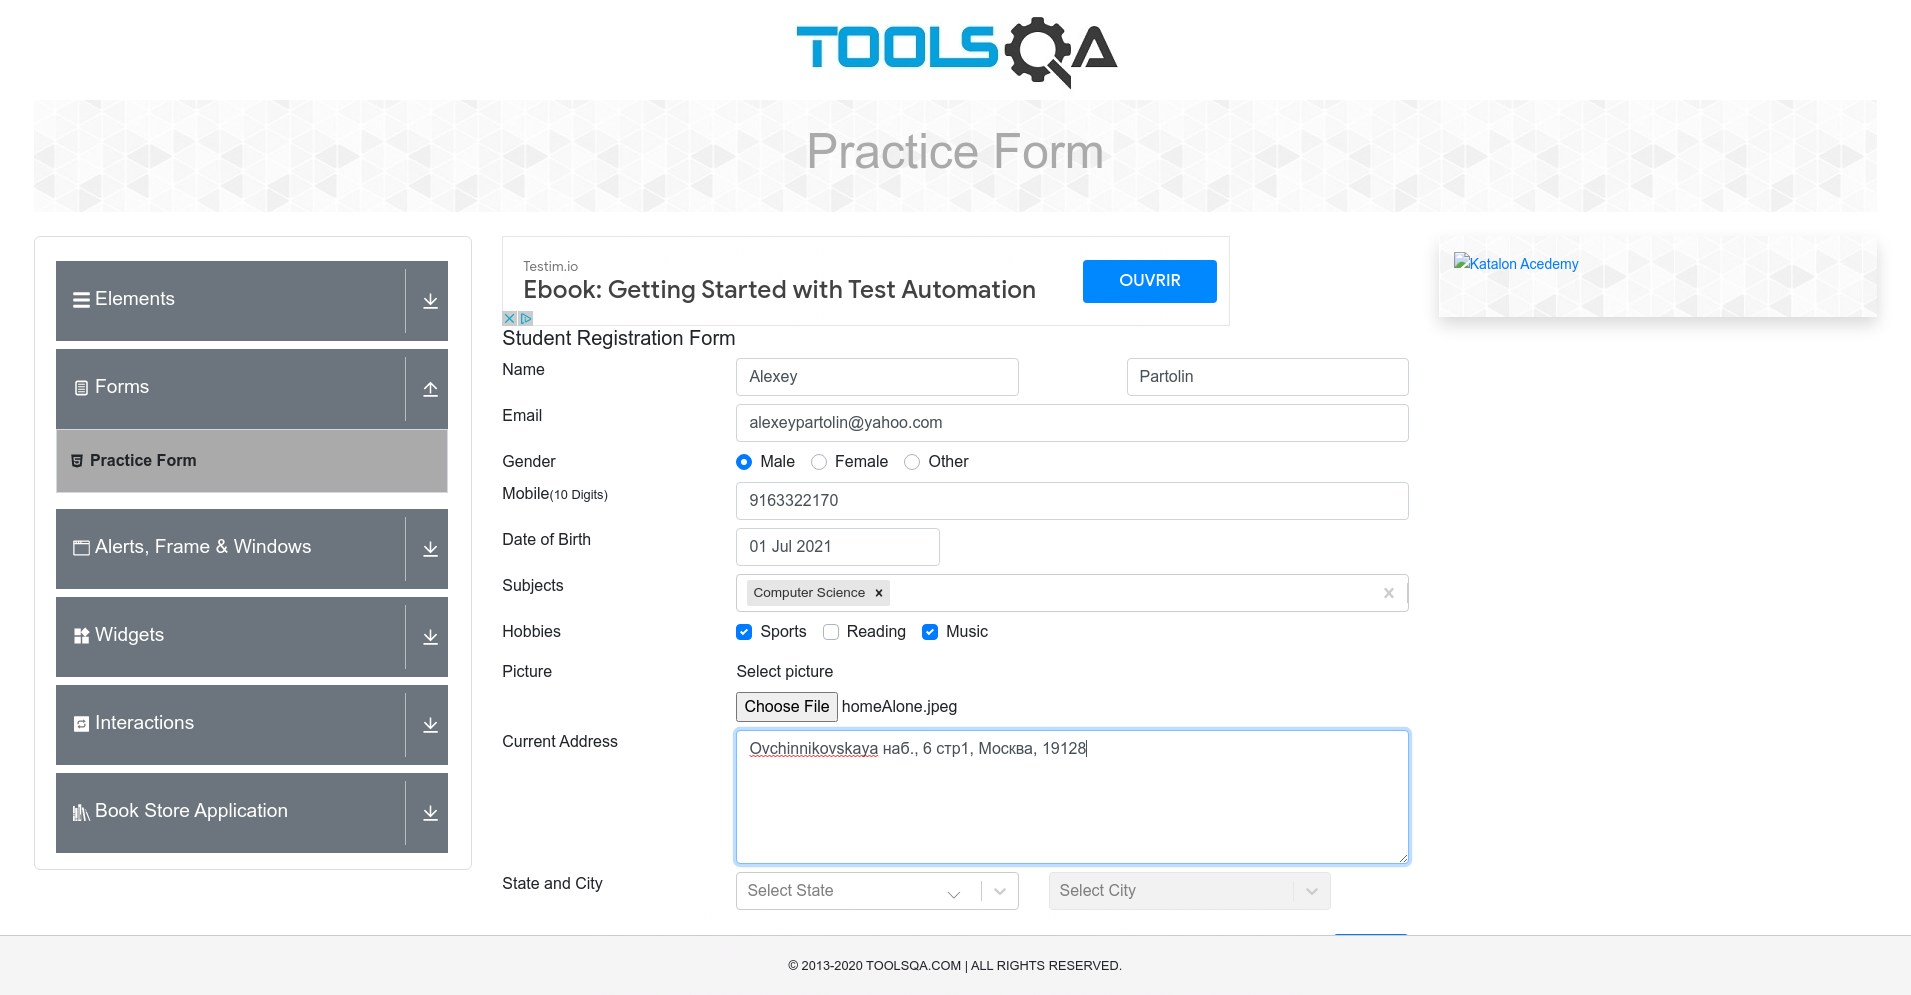 TOOLSQA
Practice Form
Elements
Forms
Practice Form
Alerts, Frame & Windows
Widgets
Interactions
Book Store Application
Testim.io
Ebook: Getting Started with Test Automation
OUVRIR
Student Registration Form
Name Alexey Partolin
Email alexeypartolin@yahoo.com
Gender Male Female Other
Mobile(10 Digits) 9163322170
Date of Birth 01 Jul 2021
Subjects Computer Science
Hobbies Sports Reading Music
Picture Select picture
Choose File homeAlone.jpeg
Current Address Ovchinnikovskaya наб., 6 стр1, Москва, 19128
State and City Select State Select City
Katalon Acedemy
© 2013-2020 TOOLSQA.COM | ALL RIGHTS RESERVED.